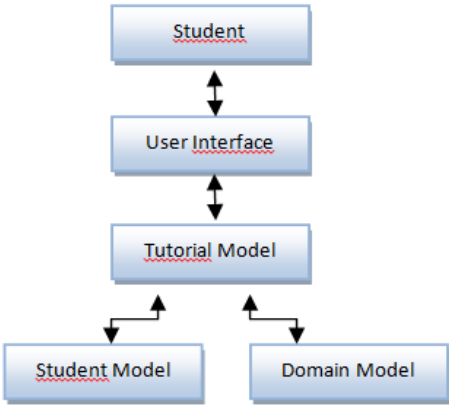 Student
User Interface
Tutorial Model
Student Model
Domain Model